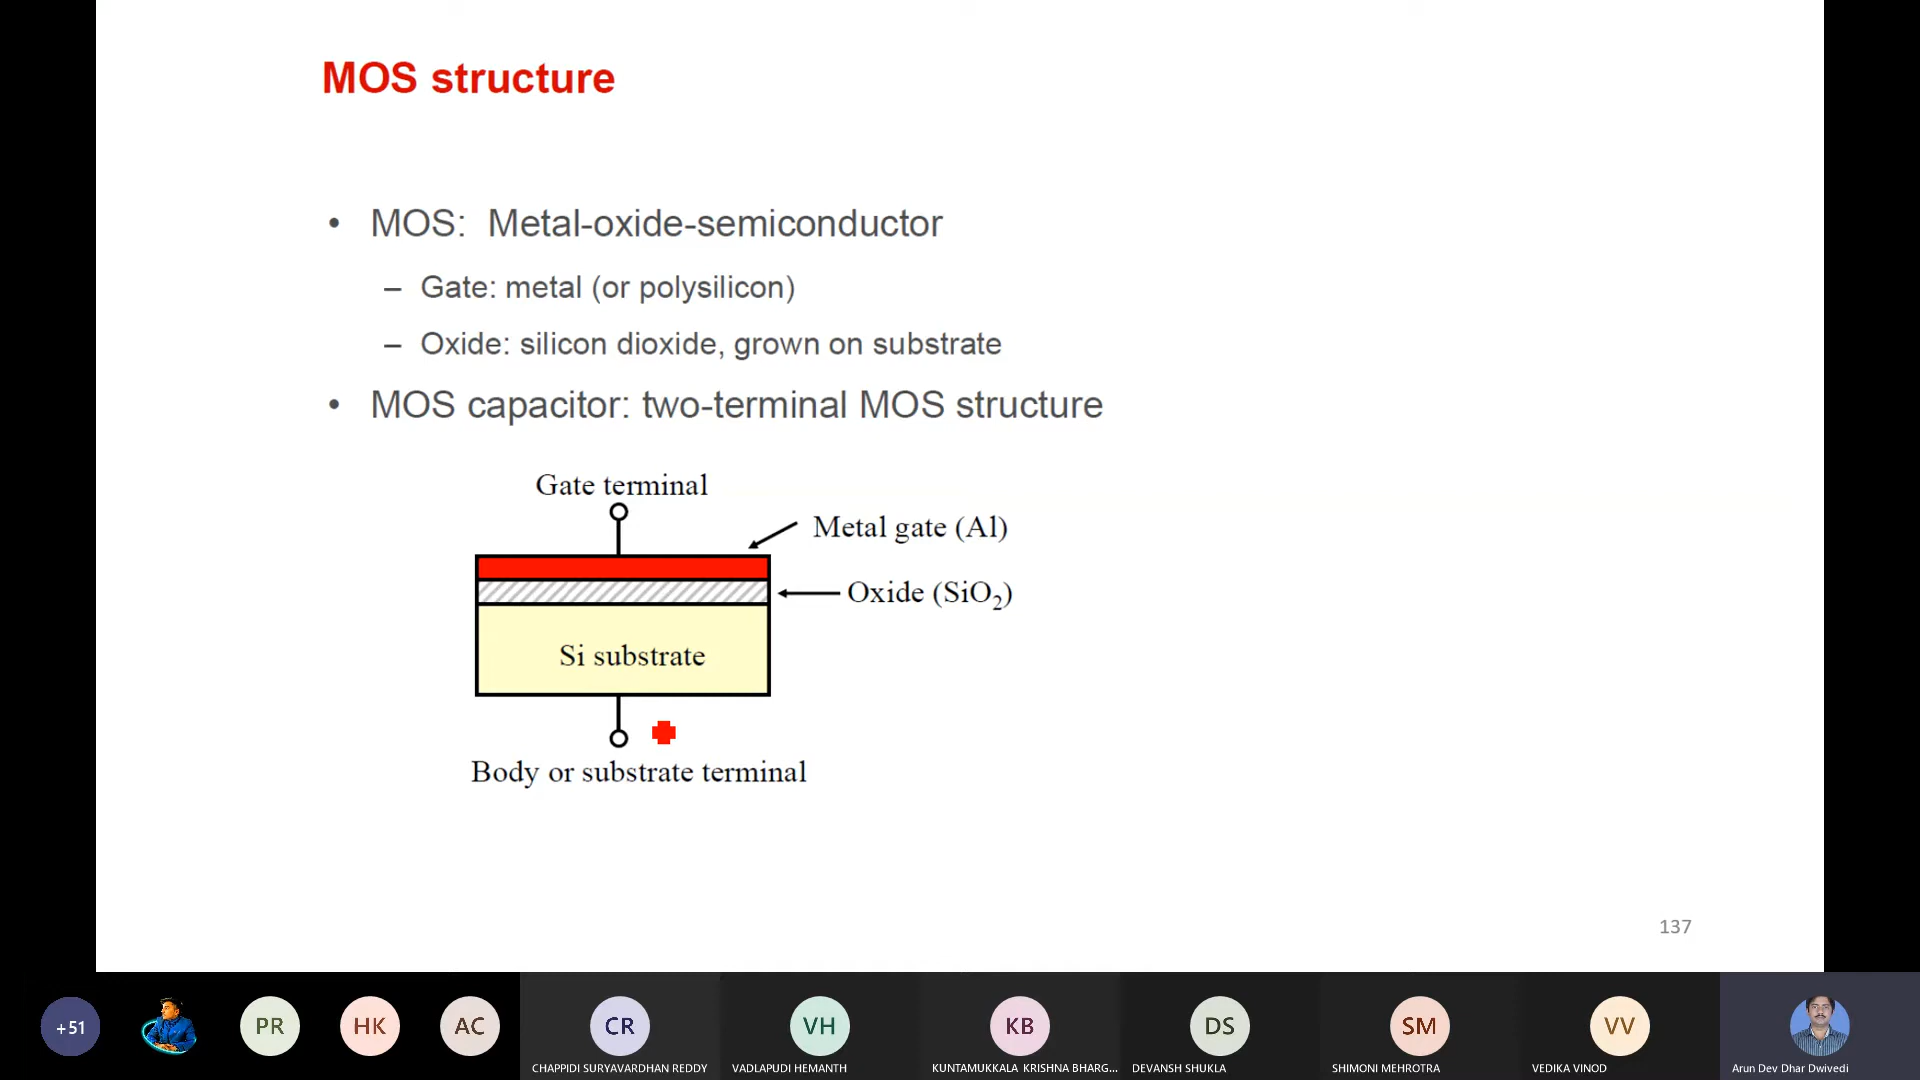 MOS structure
• MOS: Metal-oxide-semiconductor
– Gate: metal (or polysilicon)
– Oxide: silicon dioxide, grown on substrate
• MOS capacitor: two-terminal MOS structure
Gate terminal
Metal gate (Al)
Oxide (SiO₂)
Si substrate
Body or substrate terminal
137
+51
PR
HK
AC
CR
VH
KB
DS
SM
VV
CHAPPIDI SURYAVARDHAN REDDY
VADLAPUDI HEMANTH
KUNTAMUKKALA KRISHNA BHARG...
DEVANSH SHUKLA
SHIMONI MEHROTRA
VEDIKA VINOD
Arun Dev Dhar Dwivedi